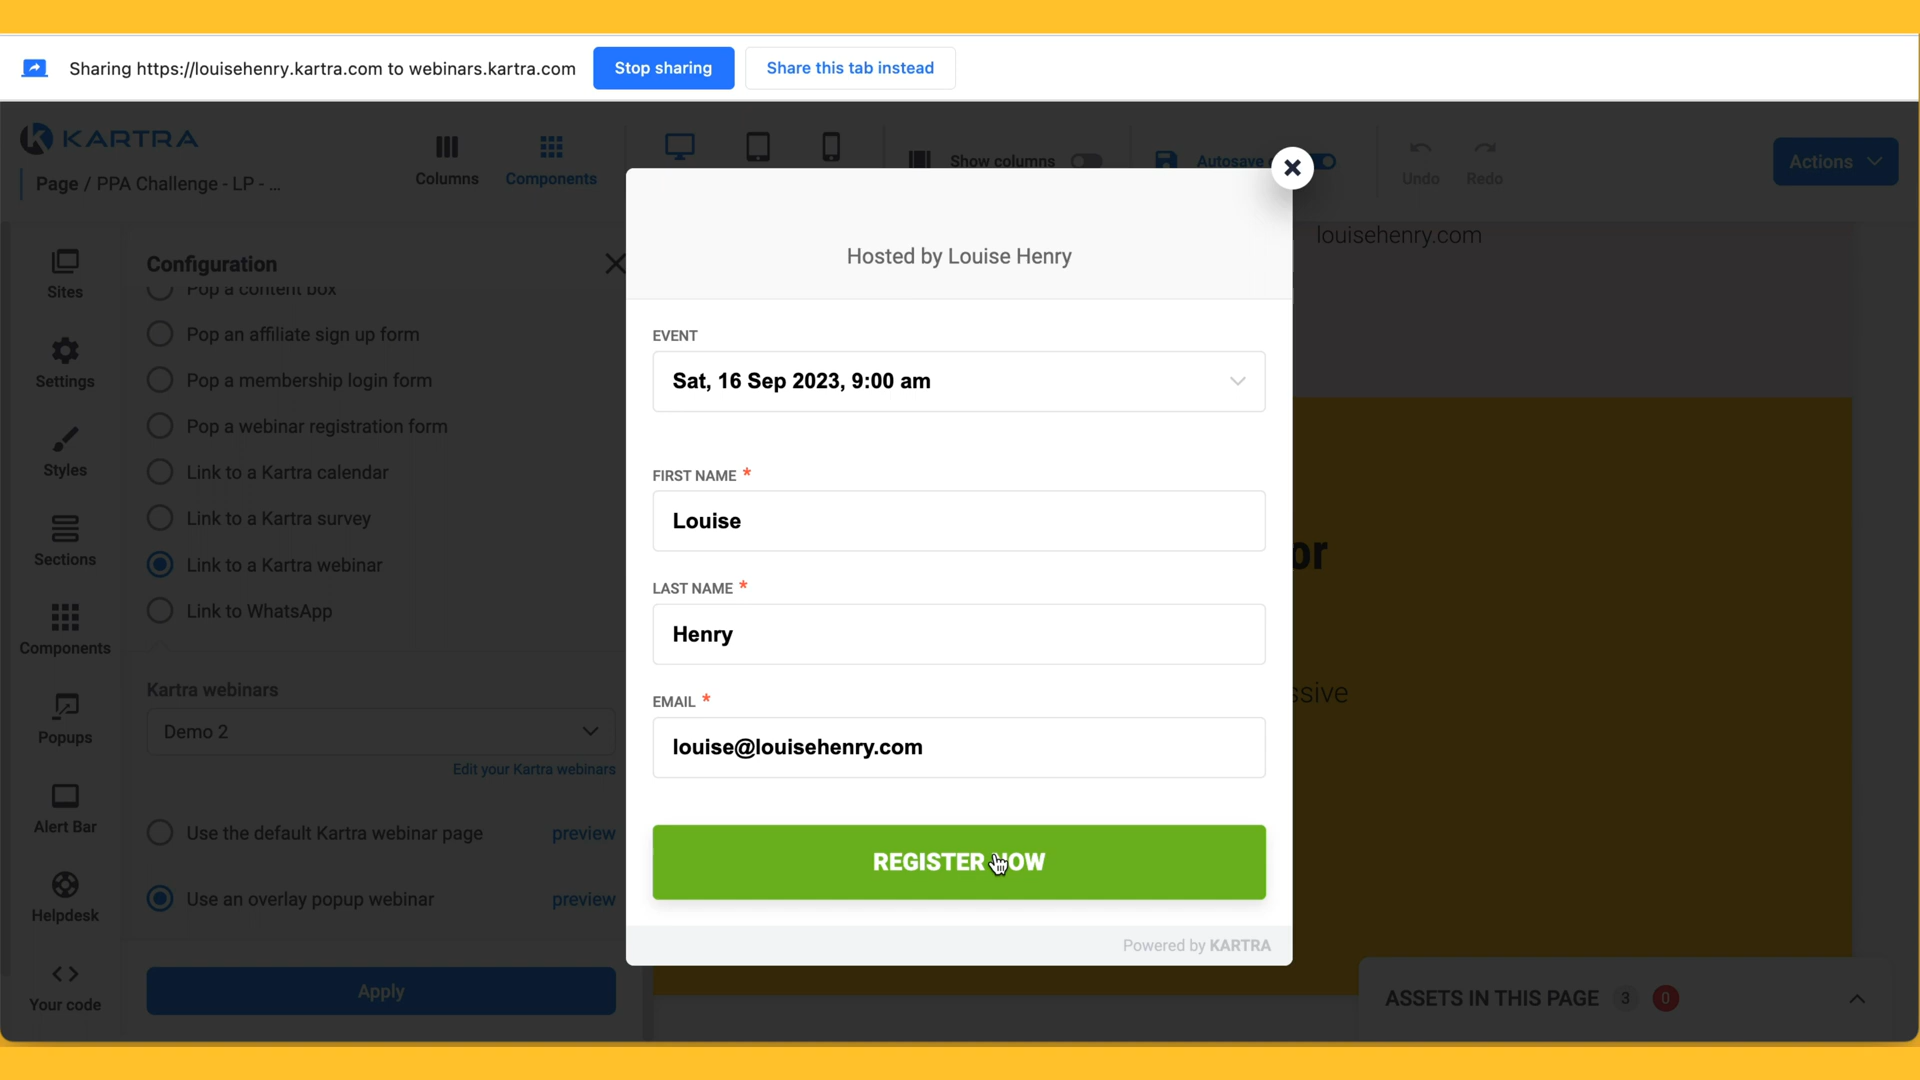 Sharing https://louisehenry.kartra.com to webinars.kartra.com
Stop sharing
Share this tab instead
KARTRA
Page / PPA Challenge - LP - ...
Columns
Components
Show columns
Autosave
Undo
Redo
Actions
Sites
Settings
Styles
Sections
Components
Popups
Alert Bar
Helpdesk
Your code
Configuration
Pop a content box
Pop an affiliate sign up form
Pop a membership login form
Pop a webinar registration form
Link to a Kartra calendar
Link to a Kartra survey
Link to a Kartra webinar
Link to WhatsApp
Kartra webinars
Demo 2
Edit your Kartra webinars
Use the default Kartra webinar page
preview
Use an overlay popup webinar
preview
Apply
Hosted by Louise Henry
EVENT
Sat, 16 Sep 2023, 9:00 am
FIRST NAME *
Louise
LAST NAME *
Henry
EMAIL *
louise@louisehenry.com
REGISTER NOW
Powered by KARTRA
louisehenry.com
or
ssive
ASSETS IN THIS PAGE 3 0